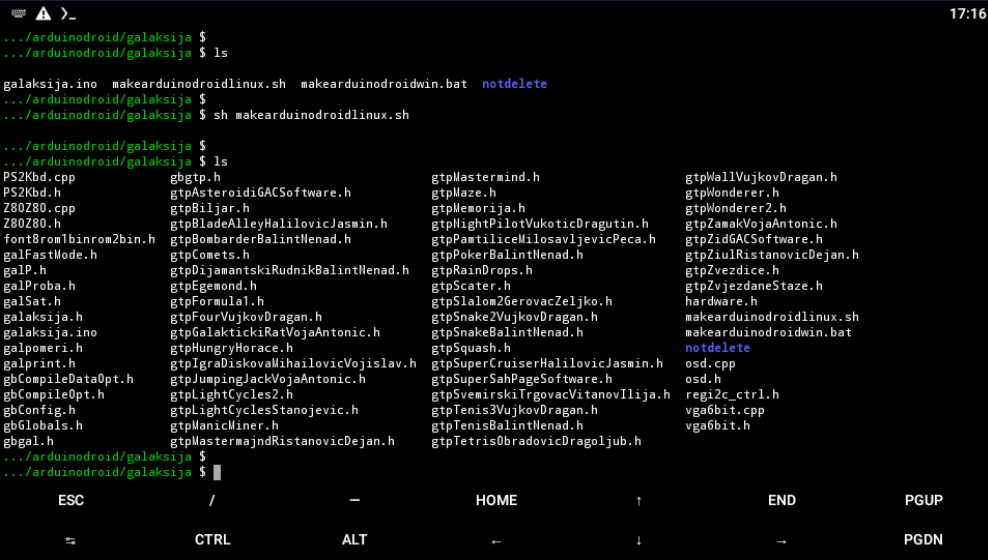 17:16
.../arduinodroid/galaksija $
.../arduinodroid/galaksija $ ls
galaksija.ino makearduinodroidlinux.sh makearduinodroidwin.bat notdelete
.../arduinodroid/galaksija $
.../arduinodroid/galaksija $ sh makearduinodroidlinux.sh
.../arduinodroid/galaksija $
.../arduinodroid/galaksija $ ls
PS2Kbd.cpp gbgtp.h gtpMastermind.h gtpWallVujkovDragan.h
PS2Kbd.h gtpAsteroidiGACSoftware.h gtpMaze.h gtpWonderer.h
Z80Z80.cpp gtpBiljar.h gtpMemorija.h gtpWonderer2.h
Z80Z80.h gtpBladeAlleyHalilovicJasmin.h gtpNightPilotVukoticDragutin.h gtpZamakVojaAntonic.h
font8rom1binrom2bin.h gtpBombarderBalintNenad.h gtpPamtiliceMilosavljevicPeca.h gtpZidGACSoftware.h
galFastMode.h gtpComets.h gtpPokerBalintNenad.h gtpZiulRistanovicDejan.h
galP.h gtpDijamantskiRudnikBalintNenad.h gtpRainDrops.h gtpZvezdice.h
galProba.h gtpEgemond.h gtpScater.h gtpZvjezdaneStaze.h
galSat.h gtpFormula1.h gtpSlalom2GerovacZeljko.h hardware.h
galaksija.h gtpFourVujkovDragan.h gtpSnake2VujkovDragan.h makearduinodroidlinux.sh
galaksija.ino gtpGalaktickiRatVojaAntonic.h gtpSnakeBalintNenad.h makearduinodroidwin.bat
galpomeri.h gtpHungryHorace.h gtpSquash.h notdelete
galprint.h gtpIgraDiskovaMihailovicVojislav.h gtpSuperCruiserHalilovicJasmin.h osd.cpp
gbCompileDataOpt.h gtpJumpingJackVojaAntonic.h gtpSuperSahPageSoftware.h osd.h
gbCompileOpt.h gtpLightCycles2.h gtpSvemirskiTrgovacVitanovIlija.h regi2c_ctrl.h
gbConfig.h gtpLightCyclesStanojevic.h gtpTenis3VujkovDragan.h vga6bit.cpp
gbGlobals.h gtpManicMiner.h gtpTenisBalintNenad.h vga6bit.h
gbgal.h gtpMastermajndRistanovicDejan.h gtpTetrisObradovicDragoljub.h
.../arduinodroid/galaksija $
.../arduinodroid/galaksija $
ESC / — HOME ↑ END PGUP
↹ CTRL ALT ← ↓ → PGDN